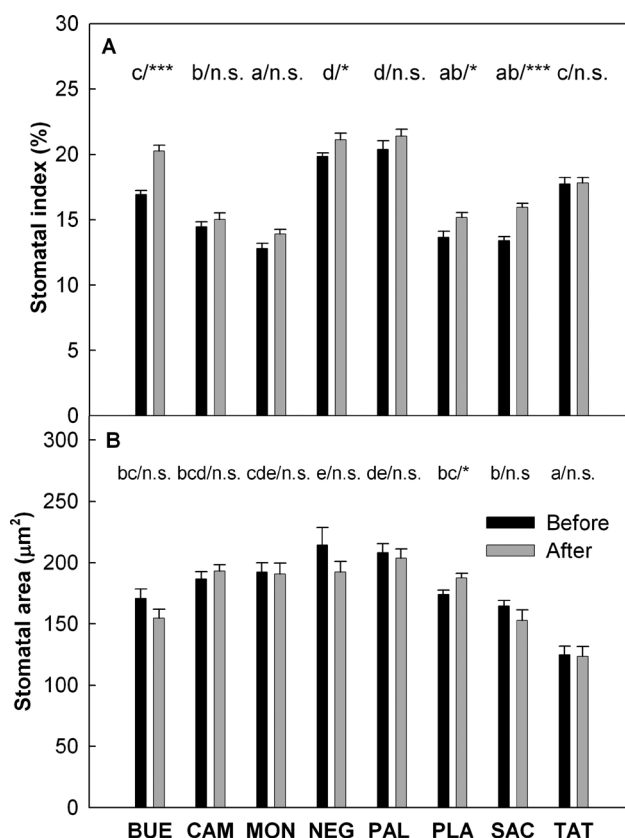 30
A
c/*** b/n.s. a/n.s. d/* d/n.s. ab/* ab/*** c/n.s.
25
20
15
10
5
0
Stomatal index (%)
300
B
bc/n.s. bcd/n.s. cde/n.s. e/n.s. de/n.s. bc/* b/n.s a/n.s.
250
Before
After
200
150
100
50
0
Stomatal area (μm²)
BUE CAM MON NEG PAL PLA SAC TAT